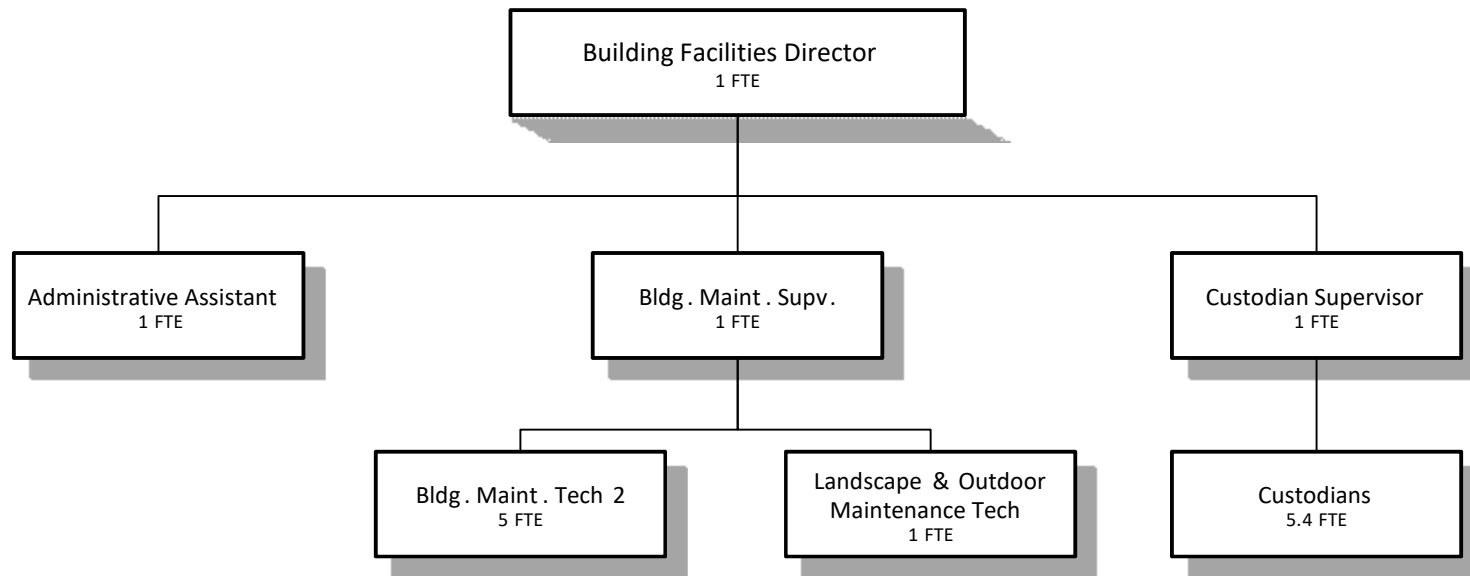 Building Facilities Director
1 FTE
Administrative Assistant
1 FTE
Bldg. Maint. Supv.
1 FTE
Custodian Supervisor
1 FTE
Bldg. Maint. Tech 2
5 FTE
Landscape & Outdoor
Maintenance Tech
1 FTE
Custodians
5.4 FTE